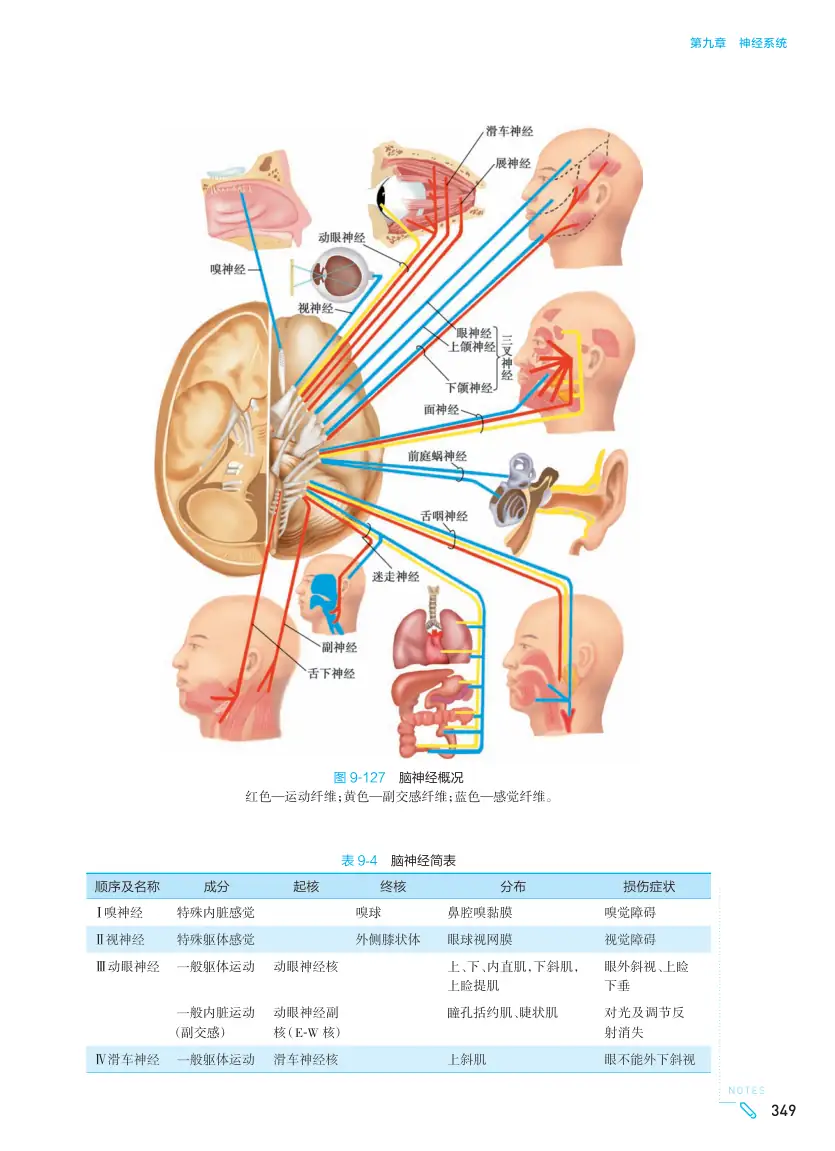 第九章 神经系统
滑车神经
展神经
动眼神经
嗅神经
视神经
眼神经
上颌神经
三叉神经
下颌神经
面神经
前庭蜗神经
舌咽神经
迷走神经
副神经
舌下神经
图 9-127 脑神经概况
红色—运动纤维;黄色—副交感纤维;蓝色—感觉纤维。
表 9-4 脑神经简表
顺序及名称 成分 起核 终核 分布 损伤症状
Ⅰ嗅神经 特殊内脏感觉 嗅球 鼻腔嗅黏膜 嗅觉障碍
Ⅱ视神经 特殊躯体感觉 外侧膝状体 眼球视网膜 视觉障碍
Ⅲ动眼神经 一般躯体运动 动眼神经核 上、下、内直肌,下斜肌, 眼外斜视、上睑
上睑提肌 下垂
一般内脏运动 动眼神经副 瞳孔括约肌、睫状肌 对光及调节反
(副交感) 核(E-W 核) 射消失
Ⅳ滑车神经 一般躯体运动 滑车神经核 上斜肌 眼不能外下斜视
NOTES
349